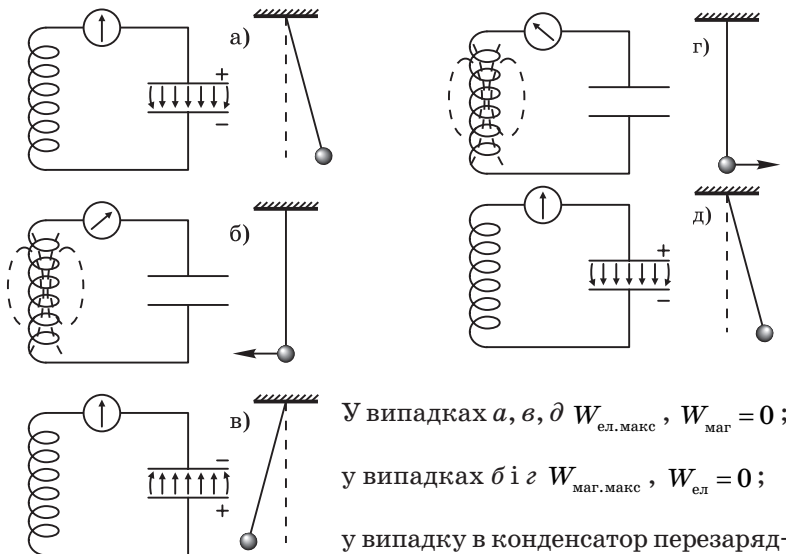 а)
+
−
б)
в)
−
+
г)
д)
+
−
У випадках а, в, д W ел.макс , W маг = 0 ;
у випадках б і г W маг.макс , W ел = 0 ;
у випадку в конденсатор перезаряд-